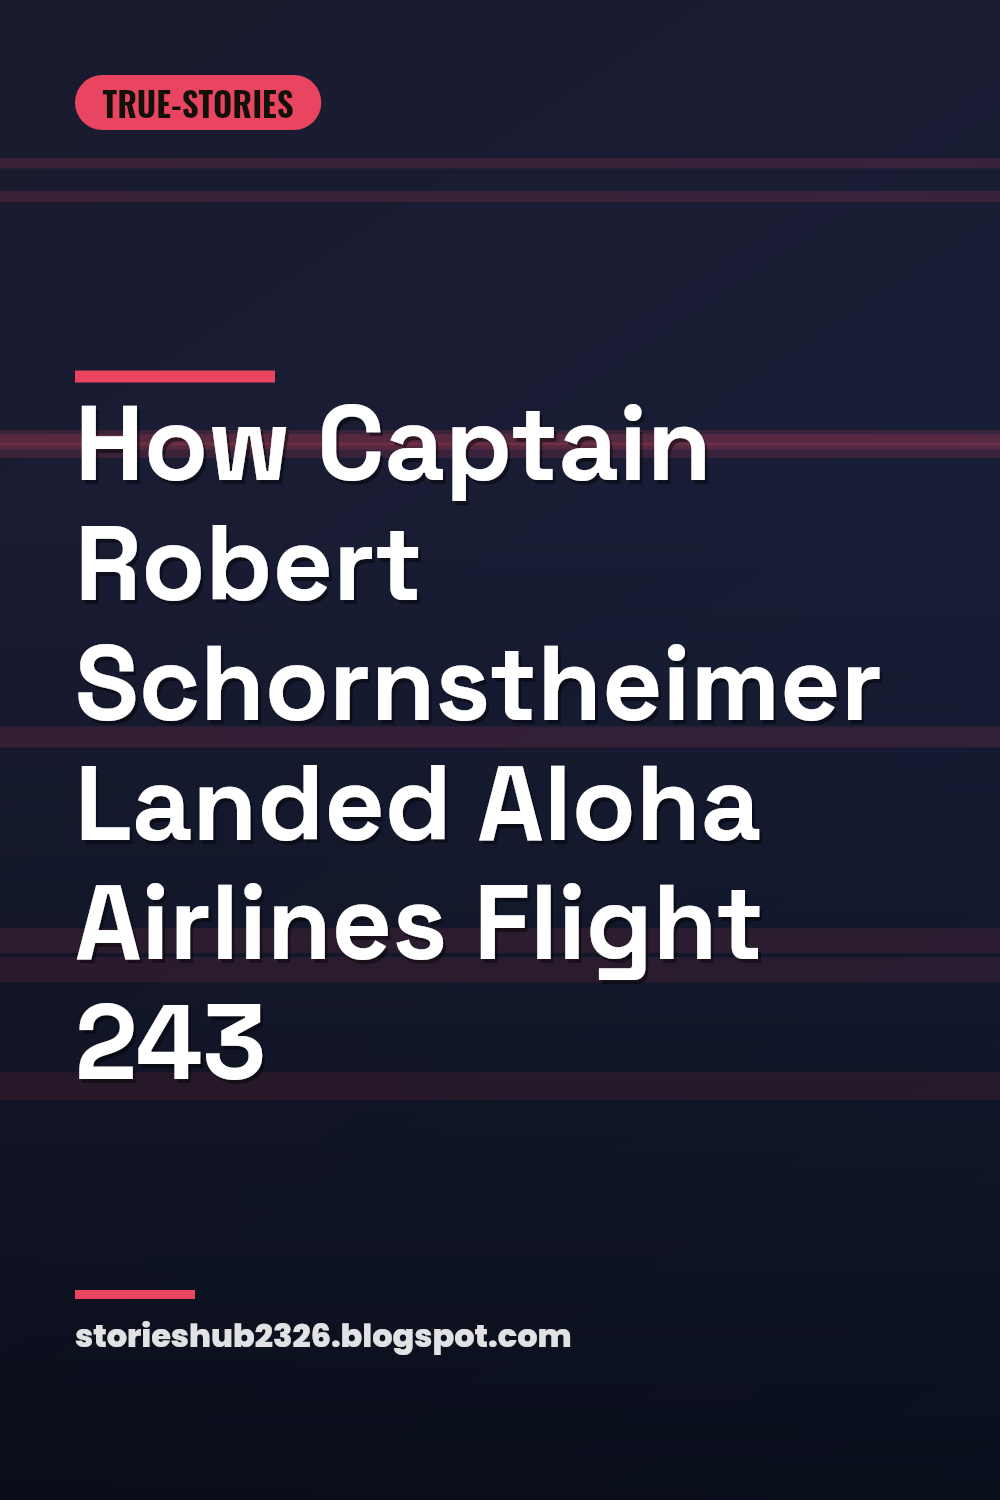 TRUE-STORIES
How Captain
Robert
Schornstheimer
Landed Aloha
Airlines Flight
243
storieshub2326.blogspot.com